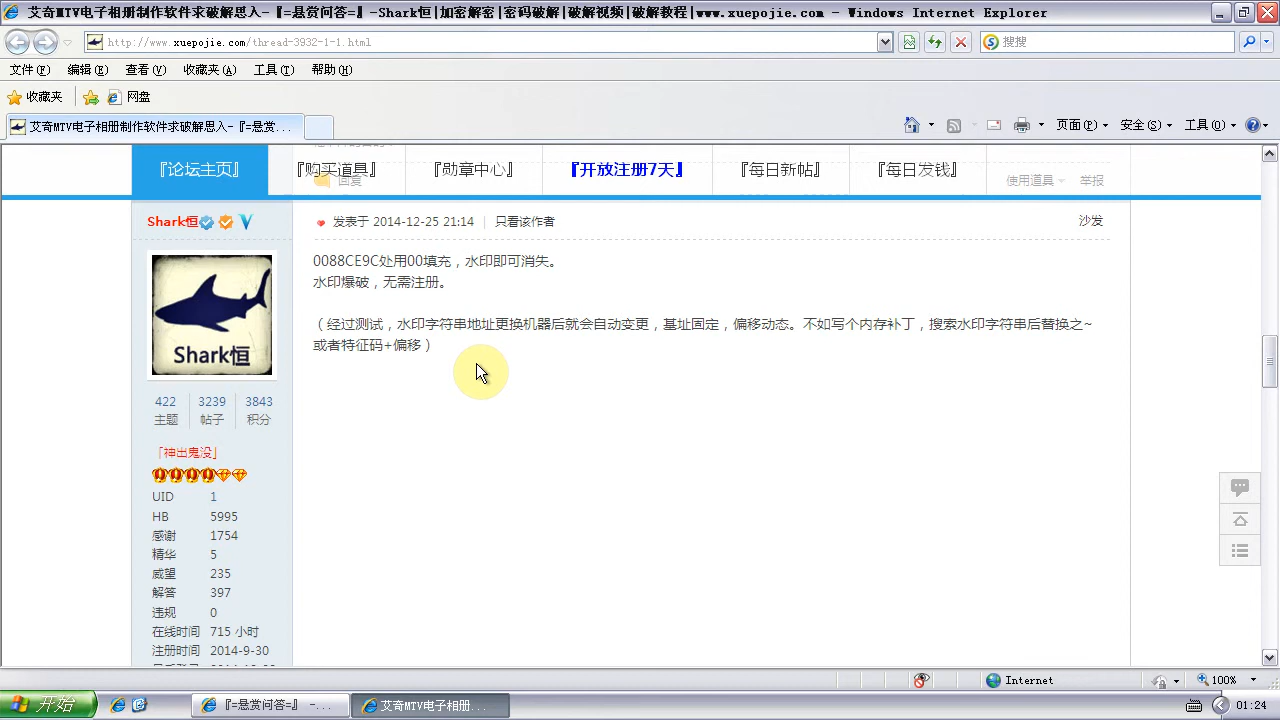 艾奇MTV电子相册制作软件求破解思入-『=悬赏问答=』-Shark恒|加密解密|密码破解|破解视频|破解教程|www.xuepojie.com - Windows Internet Explorer
http://www.xuepojie.com/thread-3932-1-1.html
搜搜
文件(F) 编辑(E) 查看(V) 收藏夹(A) 工具(T) 帮助(H)
收藏夹 网盘
艾奇MTV电子相册制作软件求破解思入-『=悬赏...
页面(P) 安全(S) 工具(O)
『论坛主页』 『购买道具』 『勋章中心』 『开放注册7天』 『每日新帖』 『每日发钱』
回复 使用道具 举报
Shark恒 发表于 2014-12-25 21:14 | 只看该作者 沙发
0088CE9C处用00填充，水印即可消失。
水印爆破，无需注册。
（经过测试，水印字符串地址更换机器后就会自动变更，基址固定，偏移动态。不如写个内存补丁，搜索水印字符串后替换之~
或者特征码+偏移）
Shark恒
422 3239 3843
主题 帖子 积分
「神出鬼没」
UID 1
HB 5995
感谢 1754
精华 5
威望 235
解答 397
违规 0
在线时间 715 小时
注册时间 2014-9-30
Internet 100%
开始 『=悬赏问答=』 -... 艾奇MTV电子相册... 01:24